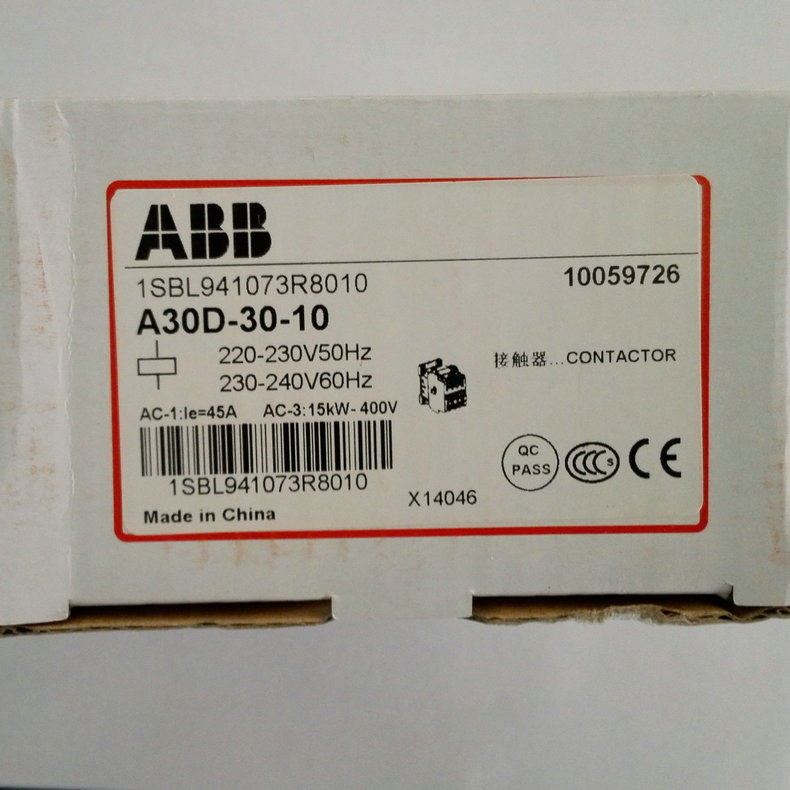 ABB
1SBL941073R8010
10059726
A30D-30-10
220-230V50Hz
230-240V60Hz
接触器...CONTACTOR
AC-1:Ie=45A AC-3:15kW-400V
1SBL941073R8010
QC
PASS
CCC S
CE
X14046
Made in China